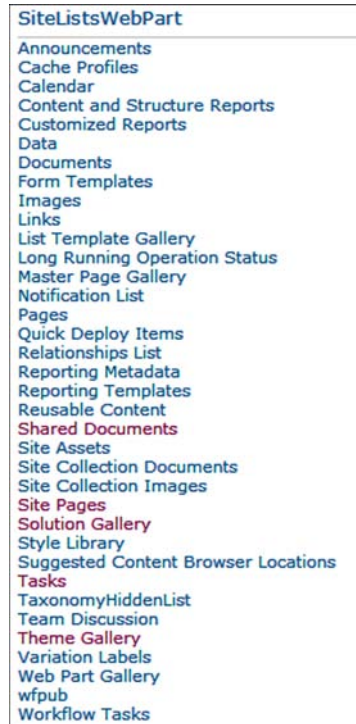 SiteListsWebPart
Announcements
Cache Profiles
Calendar
Content and Structure Reports
Customized Reports
Data
Documents
Form Templates
Images
Links
List Template Gallery
Long Running Operation Status
Master Page Gallery
Notification List
Pages
Quick Deploy Items
Relationships List
Reporting Metadata
Reporting Templates
Reusable Content
Shared Documents
Site Assets
Site Collection Documents
Site Collection Images
Site Pages
Solution Gallery
Style Library
Suggested Content Browser Locations
Tasks
TaxonomyHiddenList
Team Discussion
Theme Gallery
Variation Labels
Web Part Gallery
wfpub
Workflow Tasks